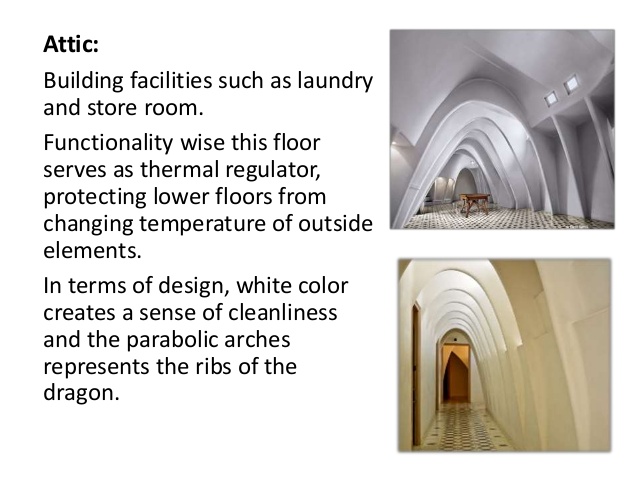 Attic:
Building facilities such as laundry
and store room.
Functionality wise this floor
serves as thermal regulator,
protecting lower floors from
changing temperature of outside
elements.
In terms of design, white color
creates a sense of cleanliness
and the parabolic arches
represents the ribs of the
dragon.